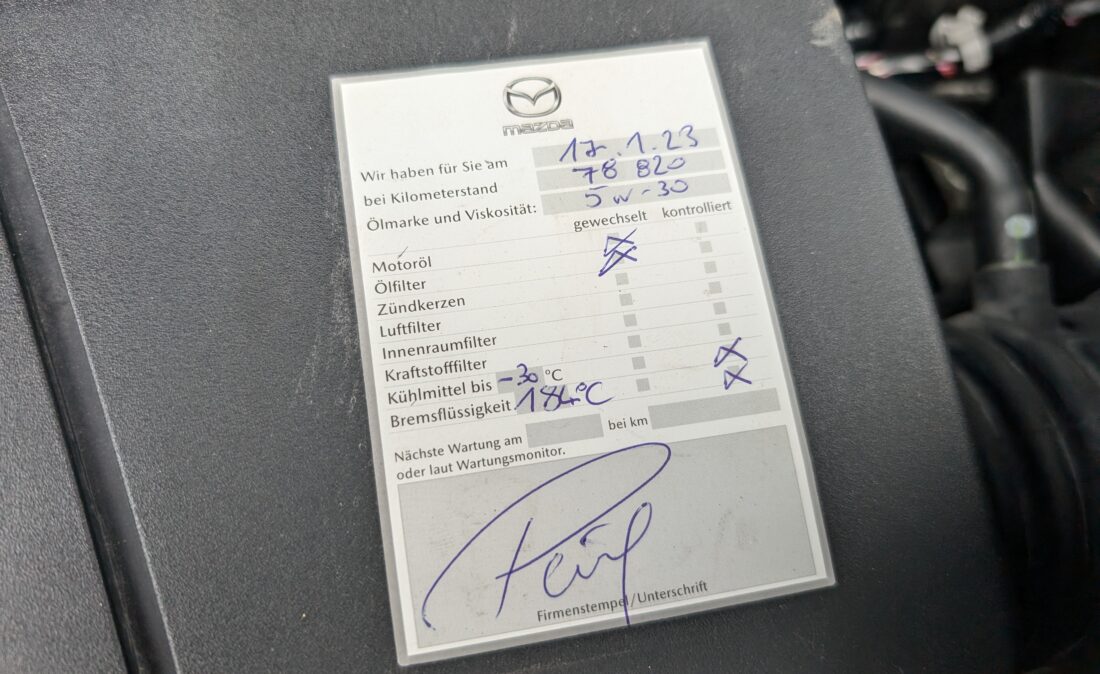 mazda
Wir haben für Sie am 17.1.23
bei Kilometerstand 78 820
Ölmarke und Viskosität: 5W-30
gewechselt kontrolliert
Motoröl
Ölfilter
Zündkerzen
Luftfilter
Innenraumfilter
Kraftstofffilter
Kühlmittel bis -30 °C
Bremsflüssigkeit 184°C
Nächste Wartung am bei km
oder laut Wartungsmonitor.
Firmenstempel/Unterschrift